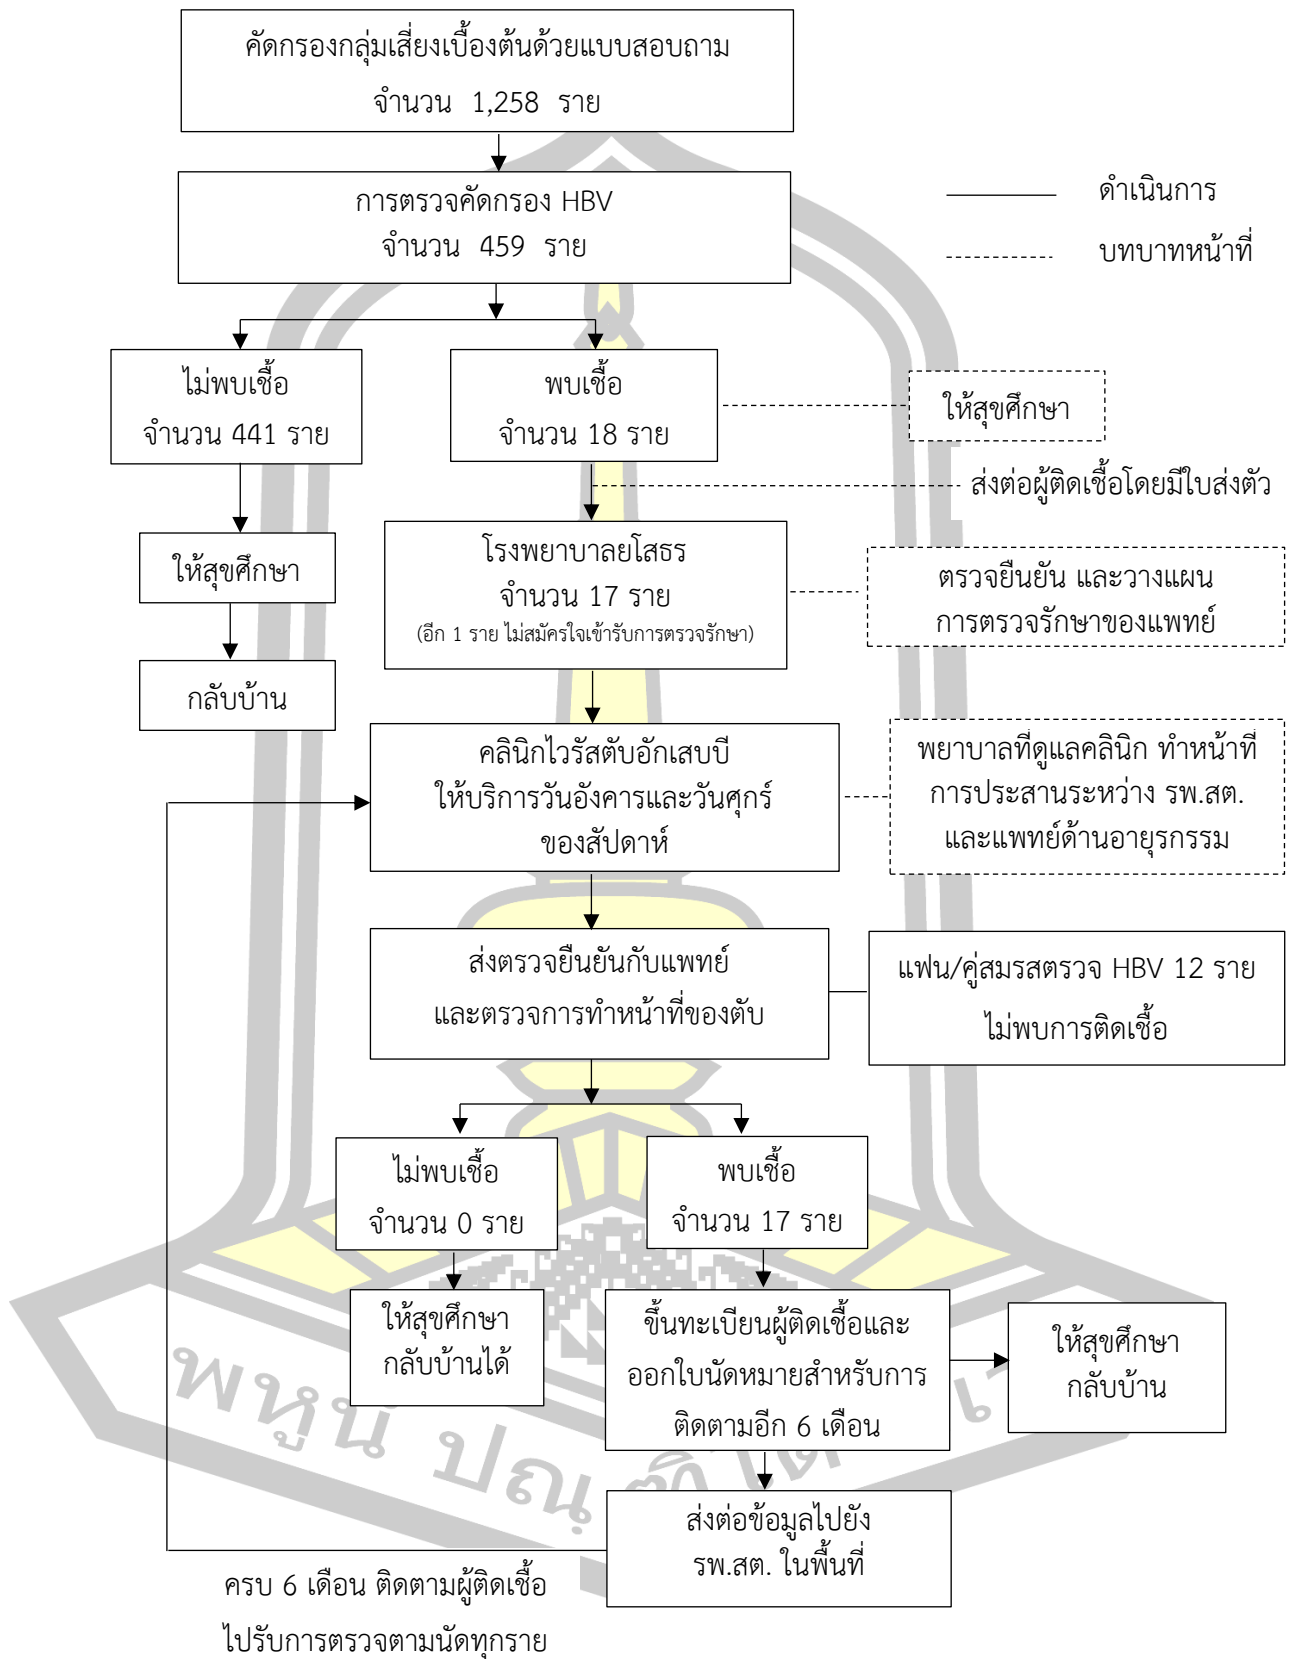 คัดกรองกลุ่มเสี่ยงเบื้องต้นด้วยแบบสอบถาม
จำนวน 1,258 ราย
การตรวจคัดกรอง HBV
จำนวน 459 ราย
ดำเนินการ
บทบาทหน้าที่
ไม่พบเชื้อ
จำนวน 441 ราย
พบเชื้อ
จำนวน 18 ราย
ให้สุขศึกษา
ส่งต่อผู้ติดเชื้อโดยมีใบส่งตัว
ให้สุขศึกษา
กลับบ้าน
โรงพยาบาลยโสธร
จำนวน 17 ราย
(อีก 1 ราย ไม่สมัครใจเข้ารับการตรวจรักษา)
ตรวจยืนยัน และวางแผน
การตรวจรักษาของแพทย์
คลินิกไวรัสตับอักเสบบี
ให้บริการวันอังคารและวันศุกร์
ของสัปดาห์
พยาบาลที่ดูแลคลินิก ทำหน้าที่
การประสานระหว่าง รพ.สต.
และแพทย์ด้านอายุรกรรม
ส่งตรวจยืนยันกับแพทย์
และตรวจการทำหน้าที่ของตับ
แฟน/คู่สมรสตรวจ HBV 12 ราย
ไม่พบการติดเชื้อ
ไม่พบเชื้อ
จำนวน 0 ราย
พบเชื้อ
จำนวน 17 ราย
ให้สุขศึกษา
กลับบ้านได้
ขึ้นทะเบียนผู้ติดเชื้อและ
ออกใบนัดหมายสำหรับการ
ติดตามอีก 6 เดือน
ให้สุขศึกษา
กลับบ้าน
ส่งต่อข้อมูลไปยัง
รพ.สต. ในพื้นที่
ครบ 6 เดือน ติดตามผู้ติดเชื้อ
ไปรับการตรวจตามนัดทุกราย
พหูน ปณ